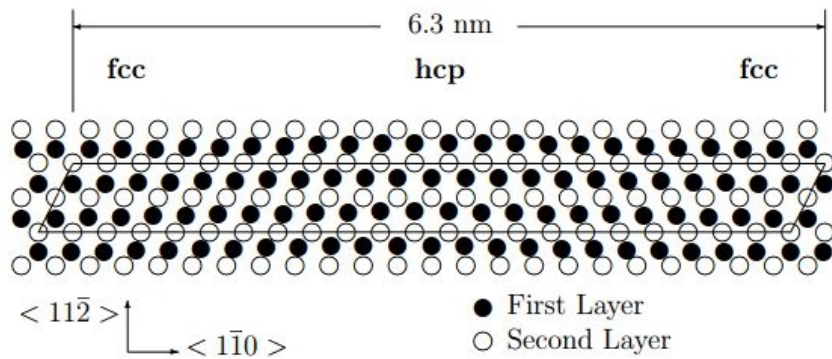 6.3 nm
fcc hcp fcc
< 112̄ >
< 11̄0 >
First Layer
Second Layer